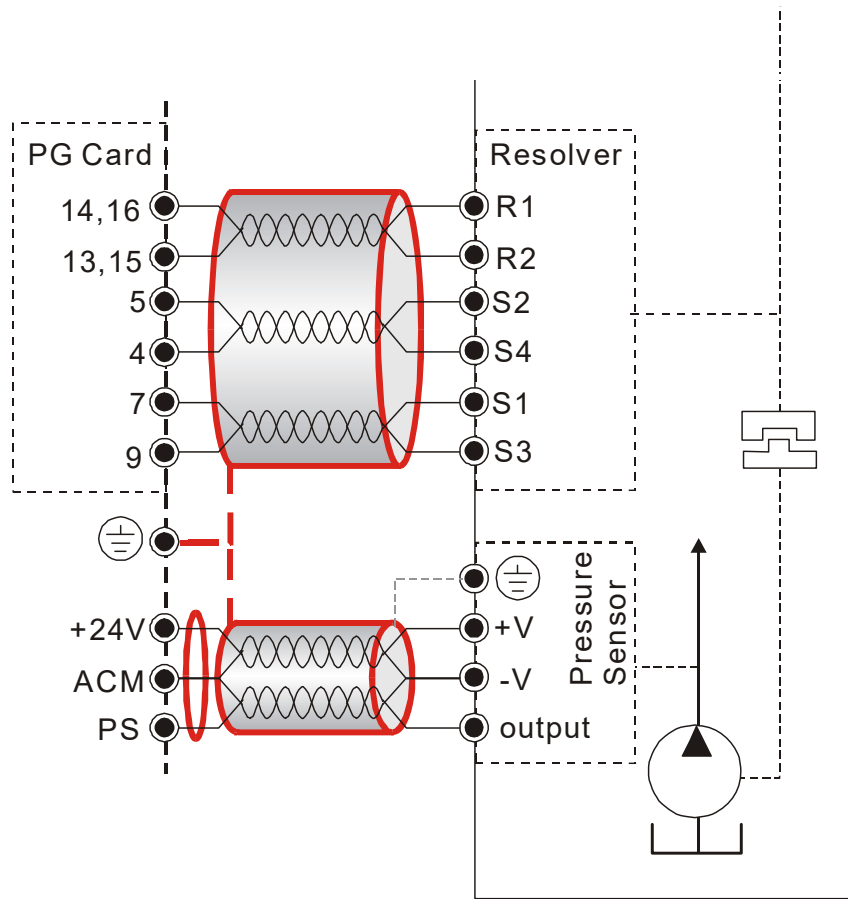 PG Card
14,16
13,15
5
4
7
9
+24V
ACM
PS
Resolver
R1
R2
S2
S4
S1
S3
+V
-V
output
Pressure
Sensor